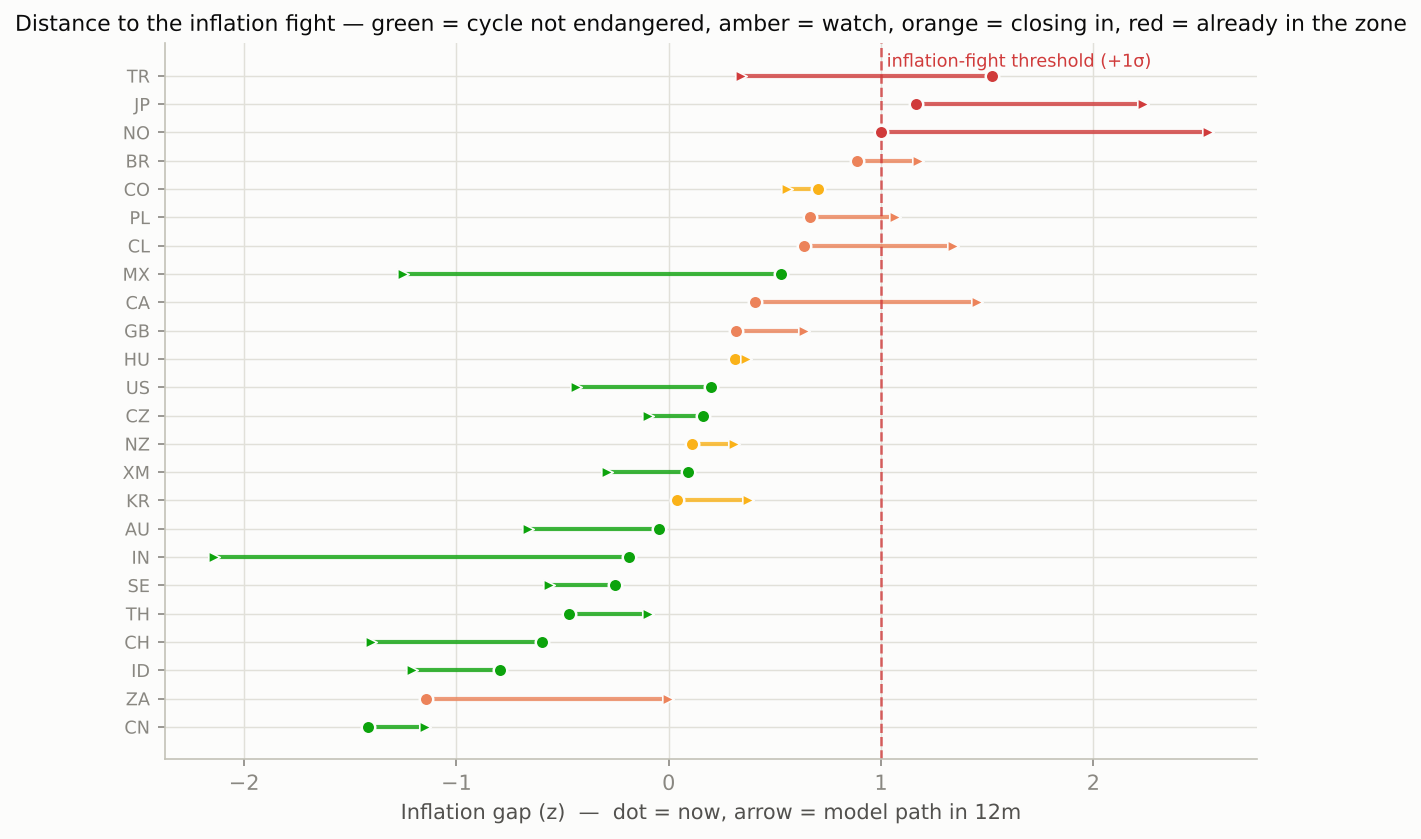 Distance to the inflation fight — green = cycle not endangered, amber = watch, orange = closing in, red = already in the zone
inflation-fight threshold (+1σ)
TR
JP
NO
BR
CO
PL
CL
MX
CA
GB
HU
US
CZ
NZ
XM
KR
AU
IN
SE
TH
CH
ID
ZA
CN
−2 −1 0 1 2
Inflation gap (z) — dot = now, arrow = model path in 12m